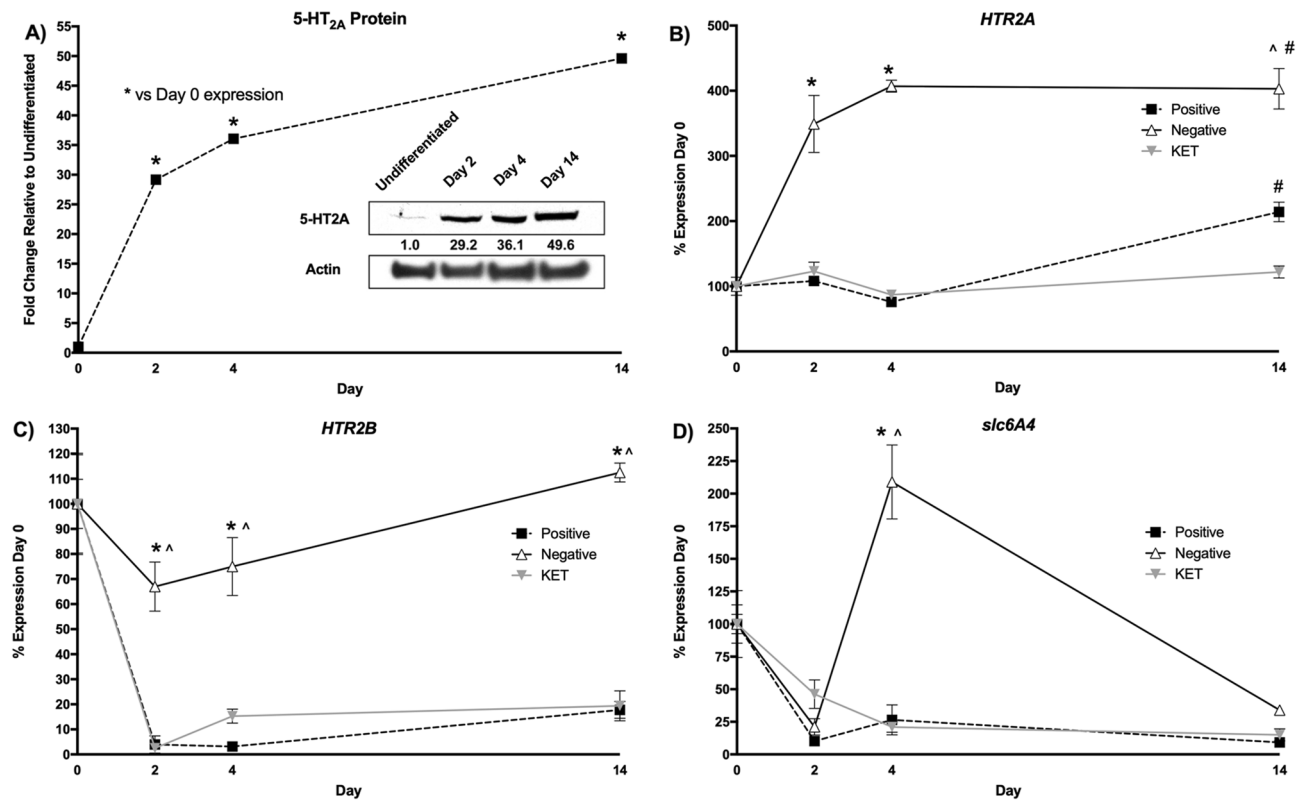 A)
5-HT2A Protein
Fold Change Relative to Undifferentiated
55
50
45
40
35
30
25
20
15
10
5
0
0
2
4
14
Day
* vs Day 0 expression
*
*
*
Undifferentiated
Day 2
Day 4
Day 14
5-HT2A
1.0 29.2 36.1 49.6
Actin
B)
HTR2A
% Expression Day 0
500
400
300
200
100
0
0
2
4
14
Day
*
*
^ #
#
Positive
Negative
KET
C)
HTR2B
% Expression Day 0
130
120
110
100
90
80
70
60
50
40
30
20
10
0
0
2
4
14
Day
* ^
* ^
* ^
Positive
Negative
KET
D)
slc6A4
% Expression Day 0
250
225
200
175
150
125
100
75
50
25
0
0
2
4
14
Day
* ^
Positive
Negative
KET